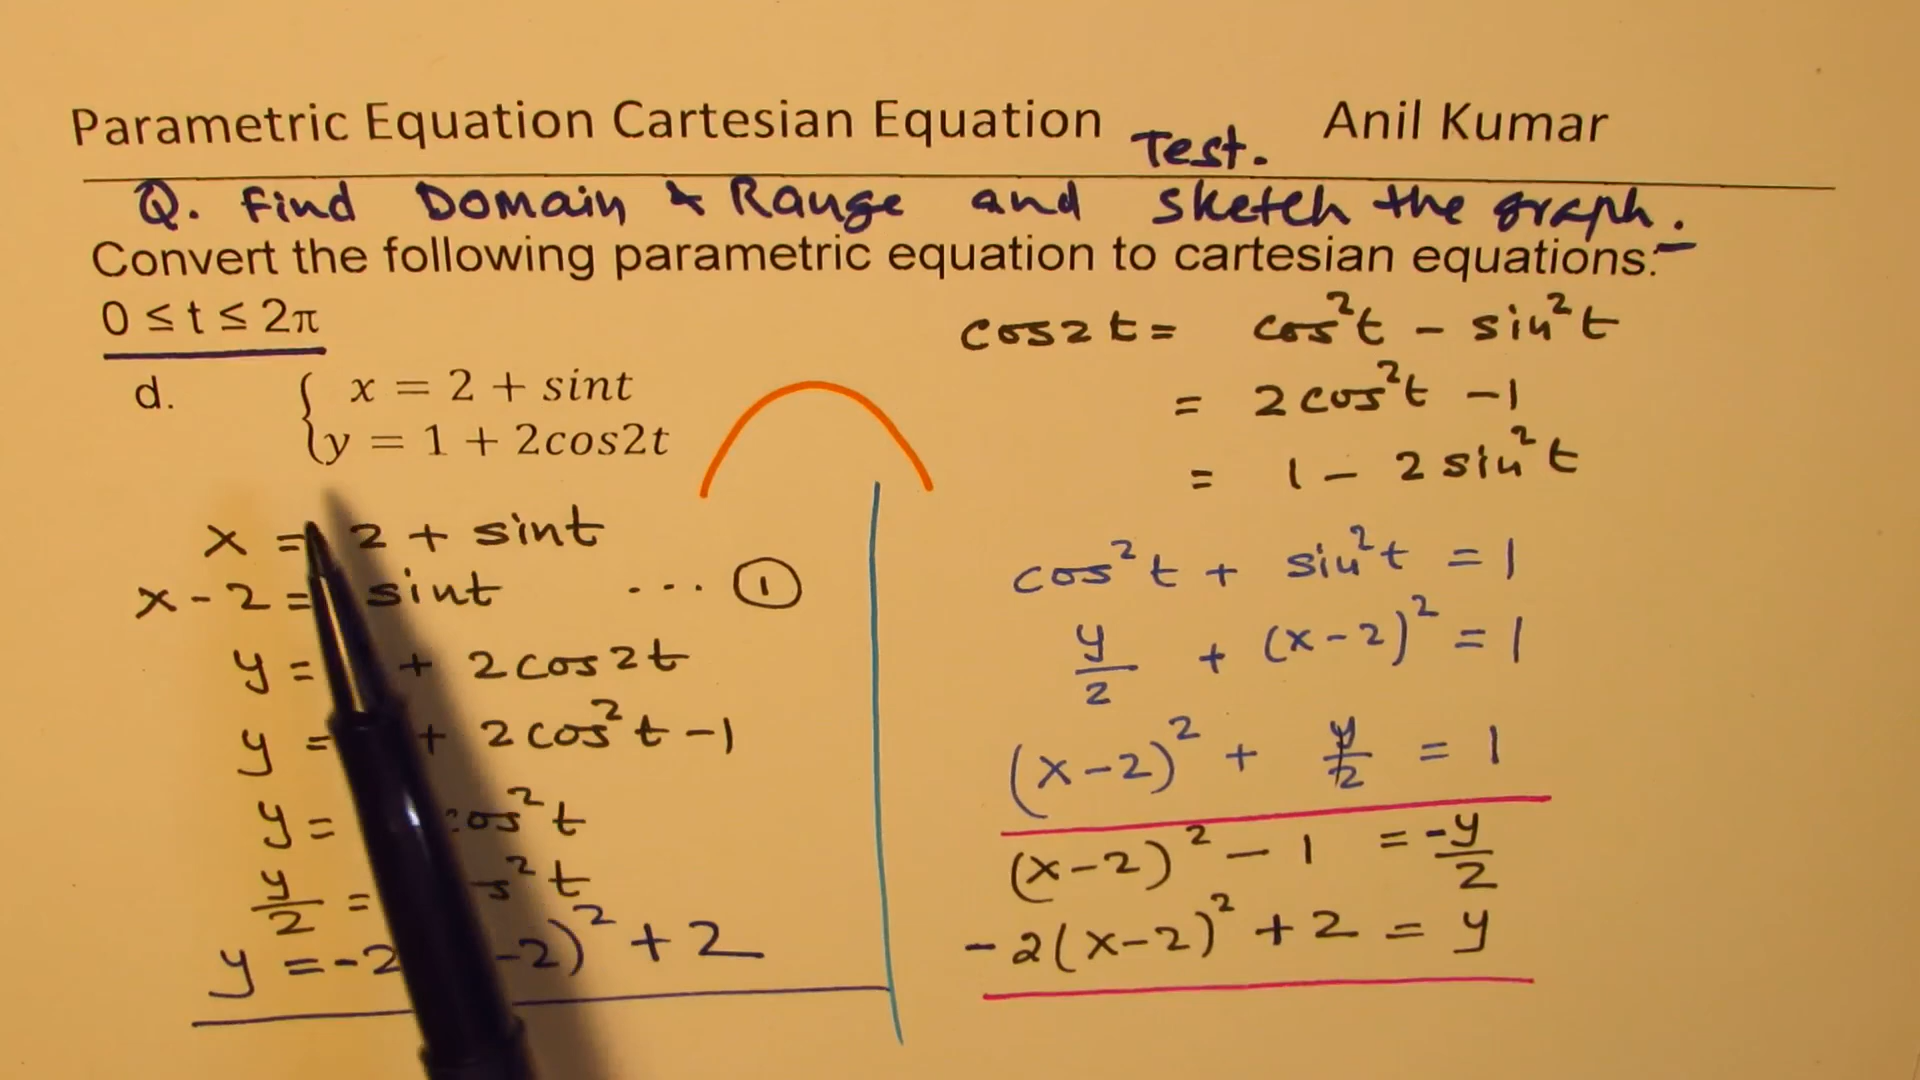 Parametric Equation Cartesian Equation Test. Anil Kumar
Q. Find Domain & Range and sketch the graph.
Convert the following parametric equation to cartesian equations:
0 ≤ t ≤ 2π
d. { x = 2 + sint
y = 1 + 2cos2t
x = 2 + sint
x - 2 = sint ... ①
y = + 2cos2t
y = + 2cos²t - 1
y = cos²t
y/2 = s²t
y = -2 -2)² + 2
cos2t = cos²t - sin²t
= 2cos²t - 1
= 1 - 2sin²t
cos²t + sin²t = 1
y/2 + (x-2)² = 1
(x-2)² + y/2 = 1
(x-2)² - 1 = -y/2
-2(x-2)² + 2 = y